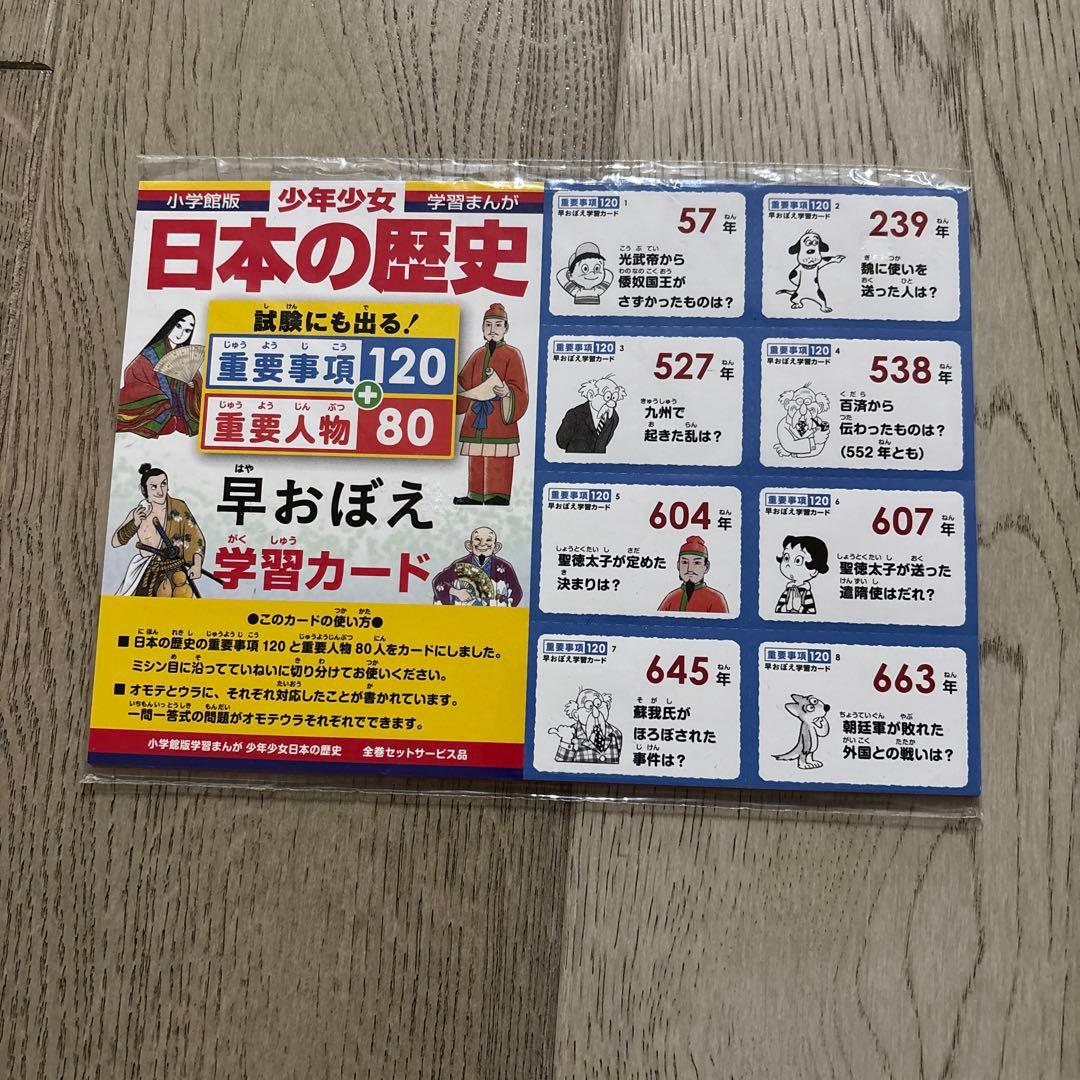 小学館版 少年少女 学習まんが
日本の歴史
試験にも出る!
重要事項120
+
重要人物80
早おぼえ
学習カード
●このカードの使い方●
■日本の歴史の重要事項120と重要人物80人をカードにしました。
ミシン目に沿ってていねいに切り分けてお使いください。
■オモテとウラに、それぞれ対応したことが書かれています。
一問一答式の問題がオモテウラそれぞれでできます。
小学館版学習まんが 少年少女日本の歴史 全巻セットサービス品
重要事項120 1
早おぼえ学習カード
57年
光武帝から
倭奴国王が
さずかったものは?
重要事項120 2
早おぼえ学習カード
239年
魏に使いを
送った人は?
重要事項120 3
早おぼえ学習カード
527年
九州で
起きた乱は?
重要事項120 4
早おぼえ学習カード
538年
百済から
伝わったものは?
(552年とも)
重要事項120 5
早おぼえ学習カード
604年
聖徳太子が定めた
決まりは?
重要事項120 6
早おぼえ学習カード
607年
聖徳太子が送った
遣隋使はだれ?
重要事項120 7
早おぼえ学習カード
645年
蘇我氏が
ほろぼされた
事件は?
重要事項120 8
早おぼえ学習カード
663年
朝廷軍が敗れた
外国との戦いは?